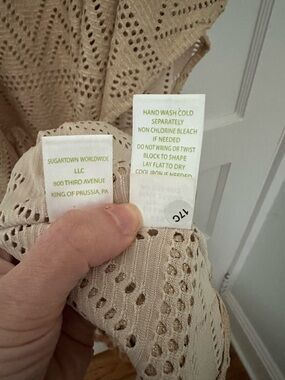 SUGARTOWN WORLDWIDE
LLC
800 THIRD AVENUE
KING OF PRUSSIA, PA
HAND WASH COLD
SEPARATELY
NON CHLORINE BLEACH
IF NEEDED
DO NOT WRING OR TWIST
BLOCK TO SHAPE
LAY FLAT TO DRY
COOL IRON IF NEEDED
17C